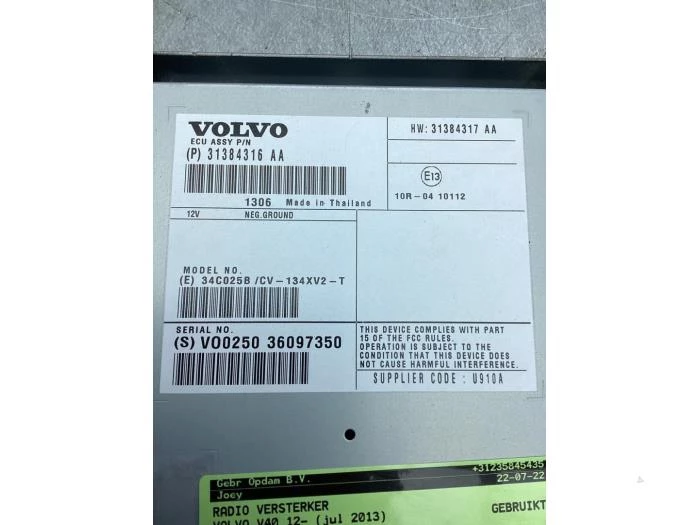 VOLVO
ECU ASSY P/N
(P) 31384316 AA
1306 Made in Thailand
HW: 31384317 AA
E13
10R-04 10112
12V NEG.GROUND
MODEL NO.
(E) 34C025B/CV-134XV2-T
SERIAL NO.
(S) VO0250 36097350
THIS DEVICE COMPLIES WITH PART
15 OF THE FCC RULES.
OPERATION IS SUBJECT TO THE
CONDITION THAT THIS DEVICE DOES
NOT CAUSE HARMFUL INTERFERENCE.
SUPPLIER CODE : U910A
Gebr Opdam B.V. +31235845435
Joey 22-07-22
RADIO VERSTERKER GEBRUIKT
VOLVO V40 12- (jul 2013)